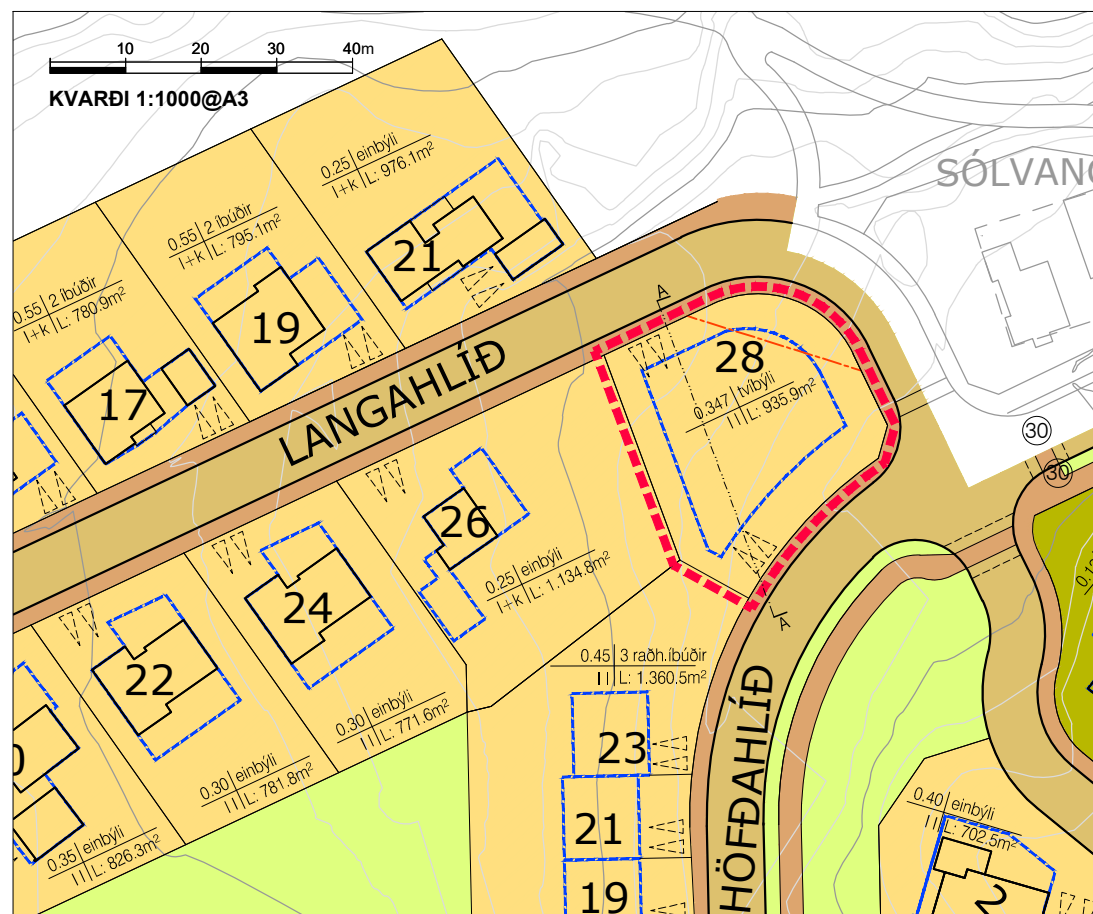 10 20 30 40m
KVARÐI 1:1000@A3
SÓLVANG
0.25 einbýli
I+k L: 976.1m²
21
0.55 2 íbúðir
I+k L: 795.1m²
19
0.55 2 íbúðir
I+k L: 780.9m²
17
LANGAHLÍÐ
A
28
0.347 tvíbýli
II L: 935.9m²
A
30
30
26
0.25 einbýli
I+k L: 1.134.8m²
24
0.30 einbýli
II L: 771.6m²
22
0.30 einbýli
II L: 781.8m²
0
0.35 einbýli
II L: 826.3m²
0.45 3 raðh.íbúðir
II L: 1.360.5m²
23
21
19
HÖFÐAHLÍÐ
0.40 einbýli
II L: 702.5m²
2